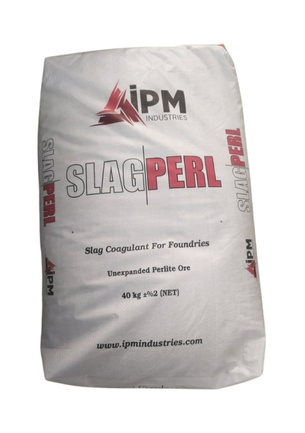 iPM
INDUSTRIES
SLAGPERL
SLAGPERL
SLAGPERL
Slag Coagulant For Foundries
Unexpanded Perlite Ore
40 kg ±%2 (NET)
iPM
iPM
www.ipmindustries.com